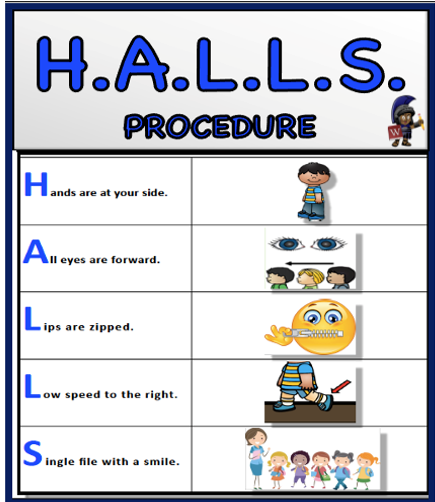 H.A.L.L.S.
PROCEDURE
W
Hands are at your side.
All eyes are forward.
Lips are zipped.
Low speed to the right.
Single file with a smile.